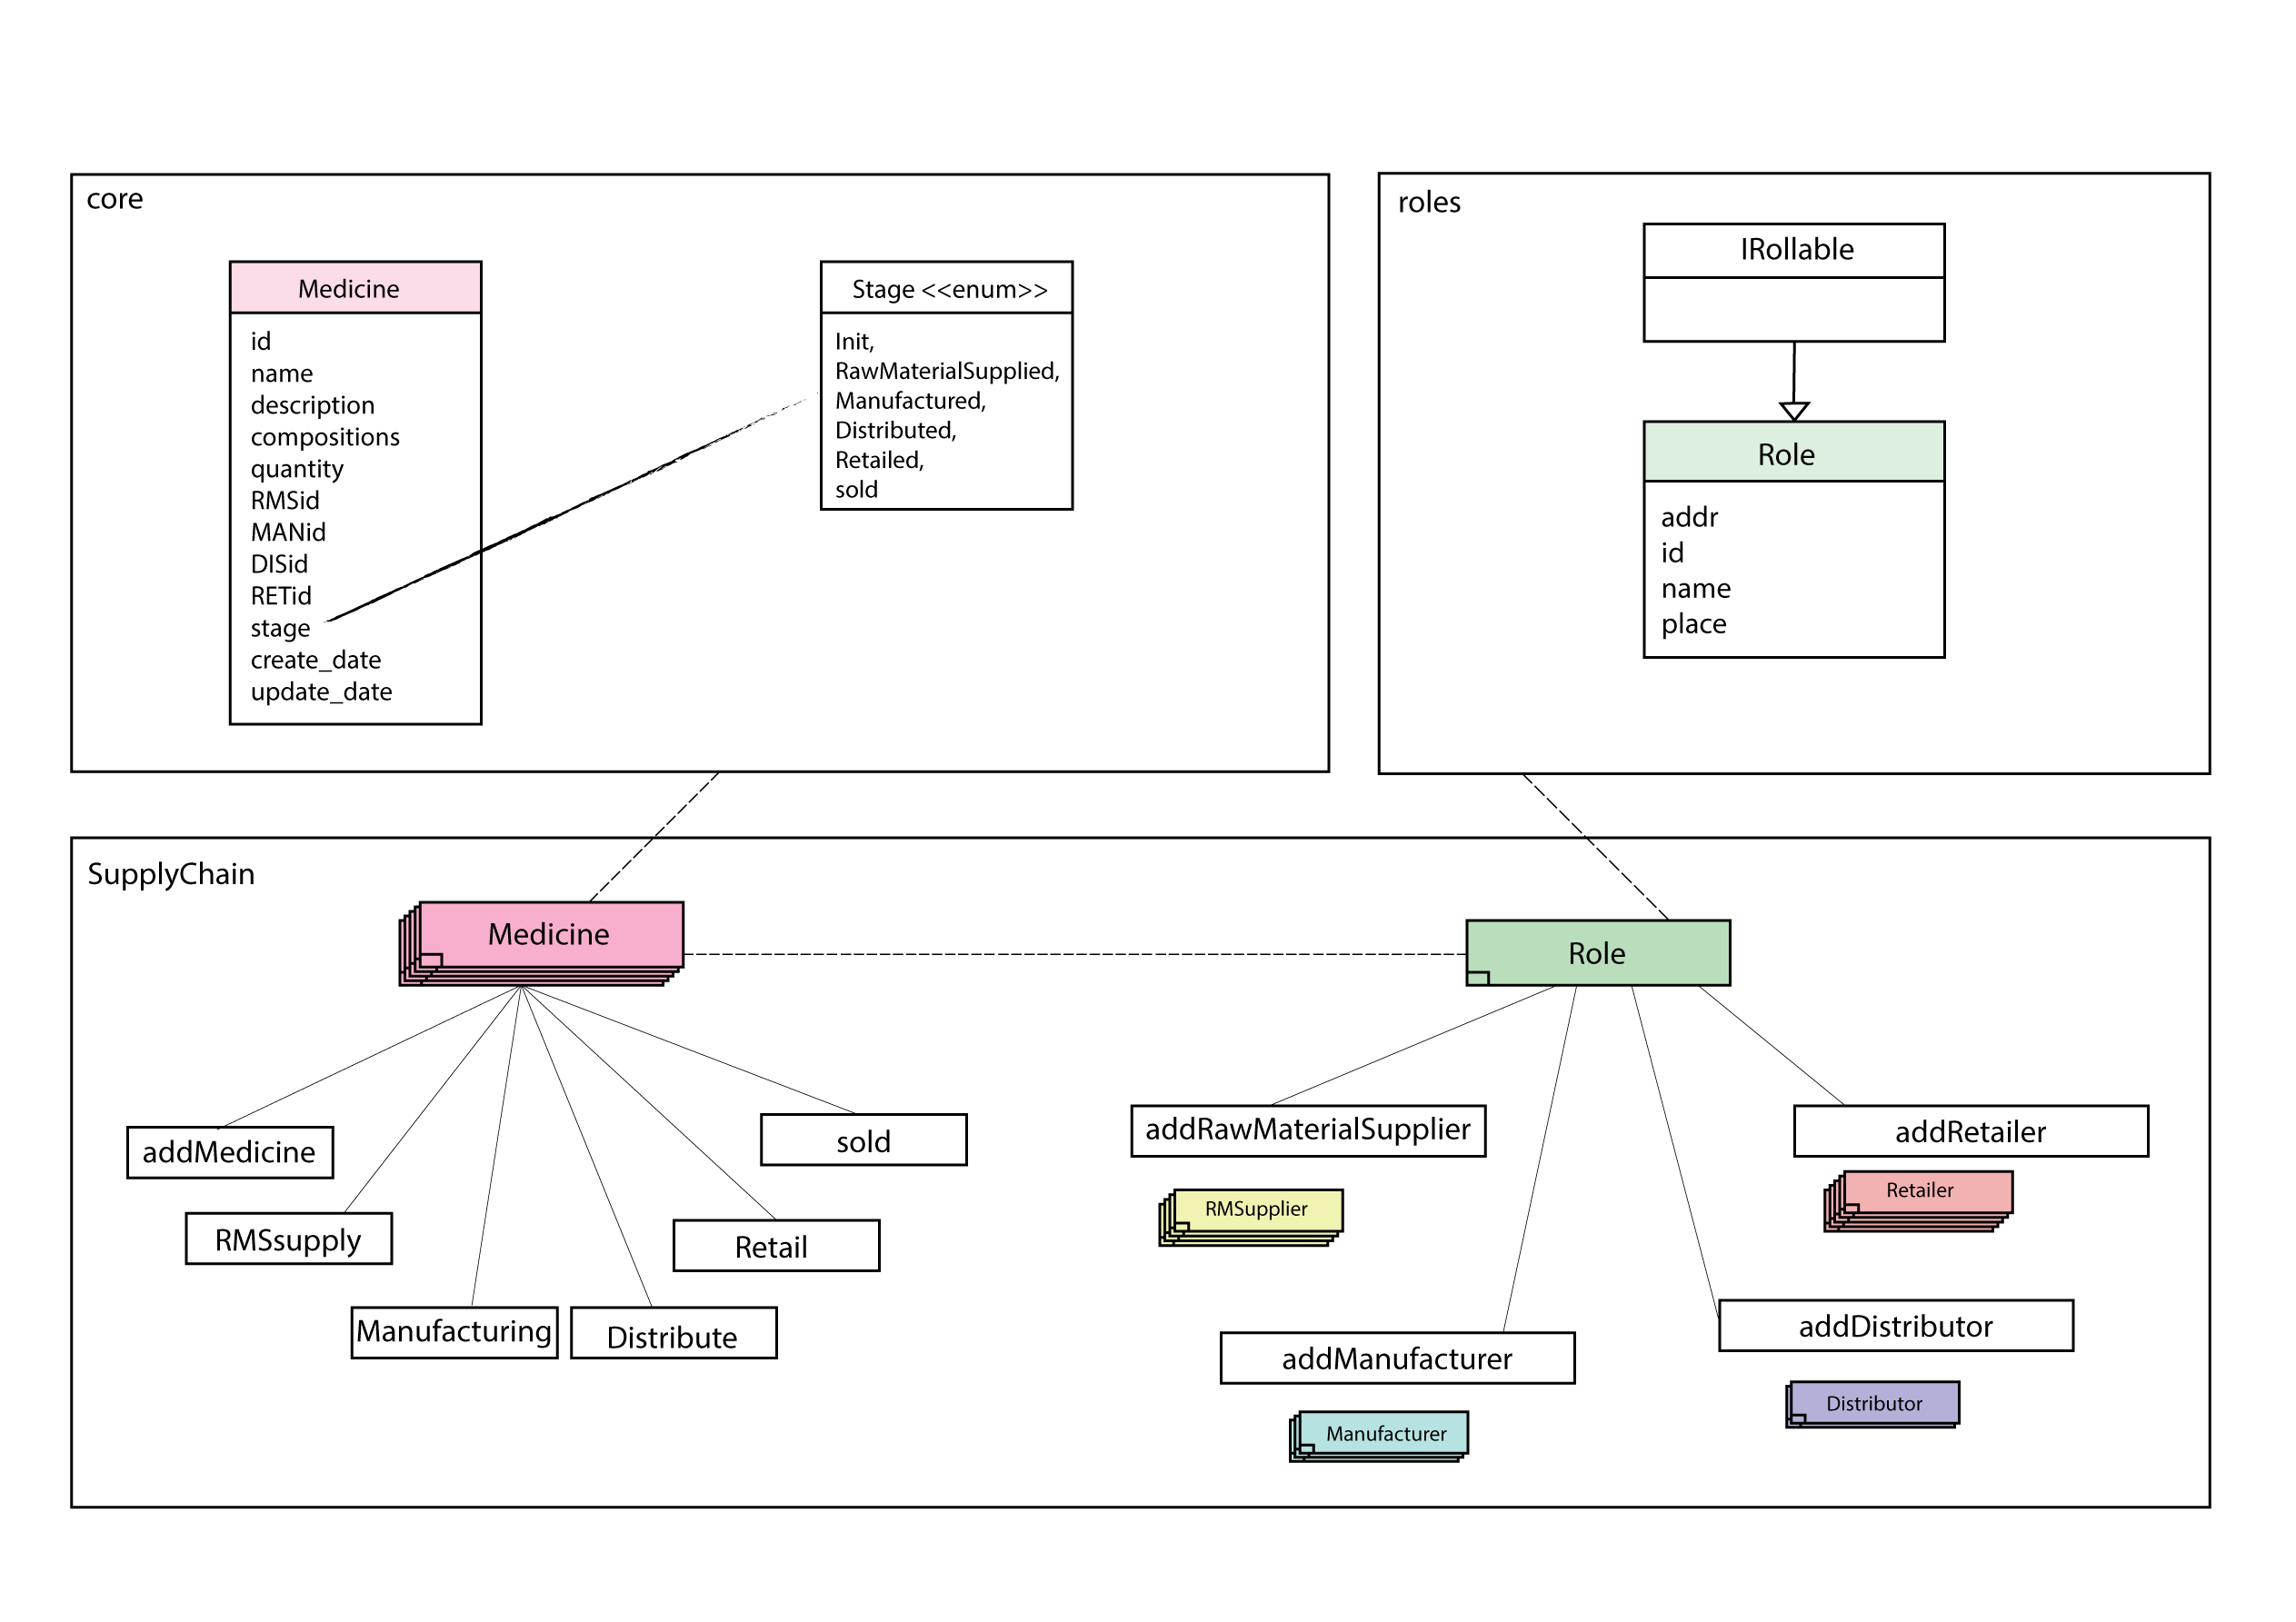 core
Medicine
id
name
description
compositions
quantity
RMSid
MANid
DISid
RETid
stage
create_date
update_date
Stage <<enum>>
Init,
RawMaterialSupplied,
Manufactured,
Distributed,
Retailed,
sold
roles
IRollable
Role
addr
id
name
place
SupplyChain
Medicine
addMedicine
RMSsupply
Manufacturing
Distribute
Retail
sold
Role
addRawMaterialSupplier
RMSupplier
addManufacturer
Manufacturer
addRetailer
Retailer
addDistributor
Distributor